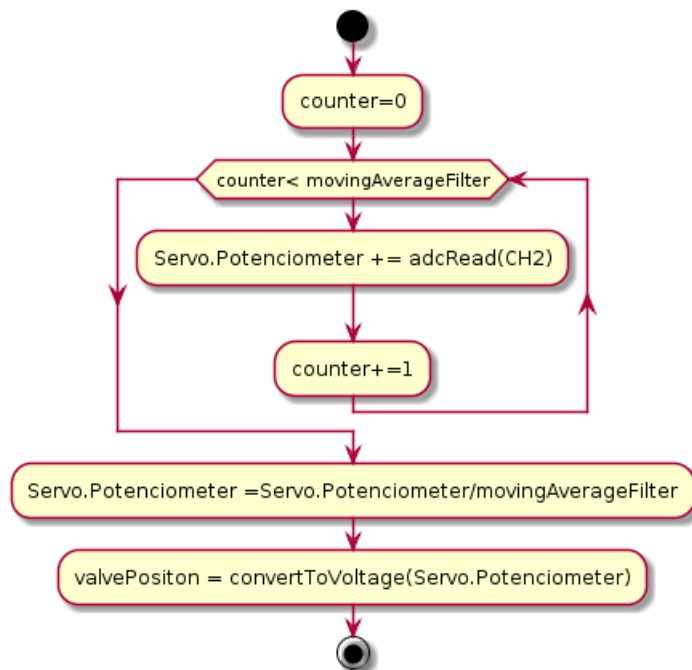 counter=0
counter< movingAverageFilter
Servo.Potenciometer += adcRead(CH2)
counter+=1
Servo.Potenciometer =Servo.Potenciometer/movingAverageFilter
valvePositon = convertToVoltage(Servo.Potenciometer)